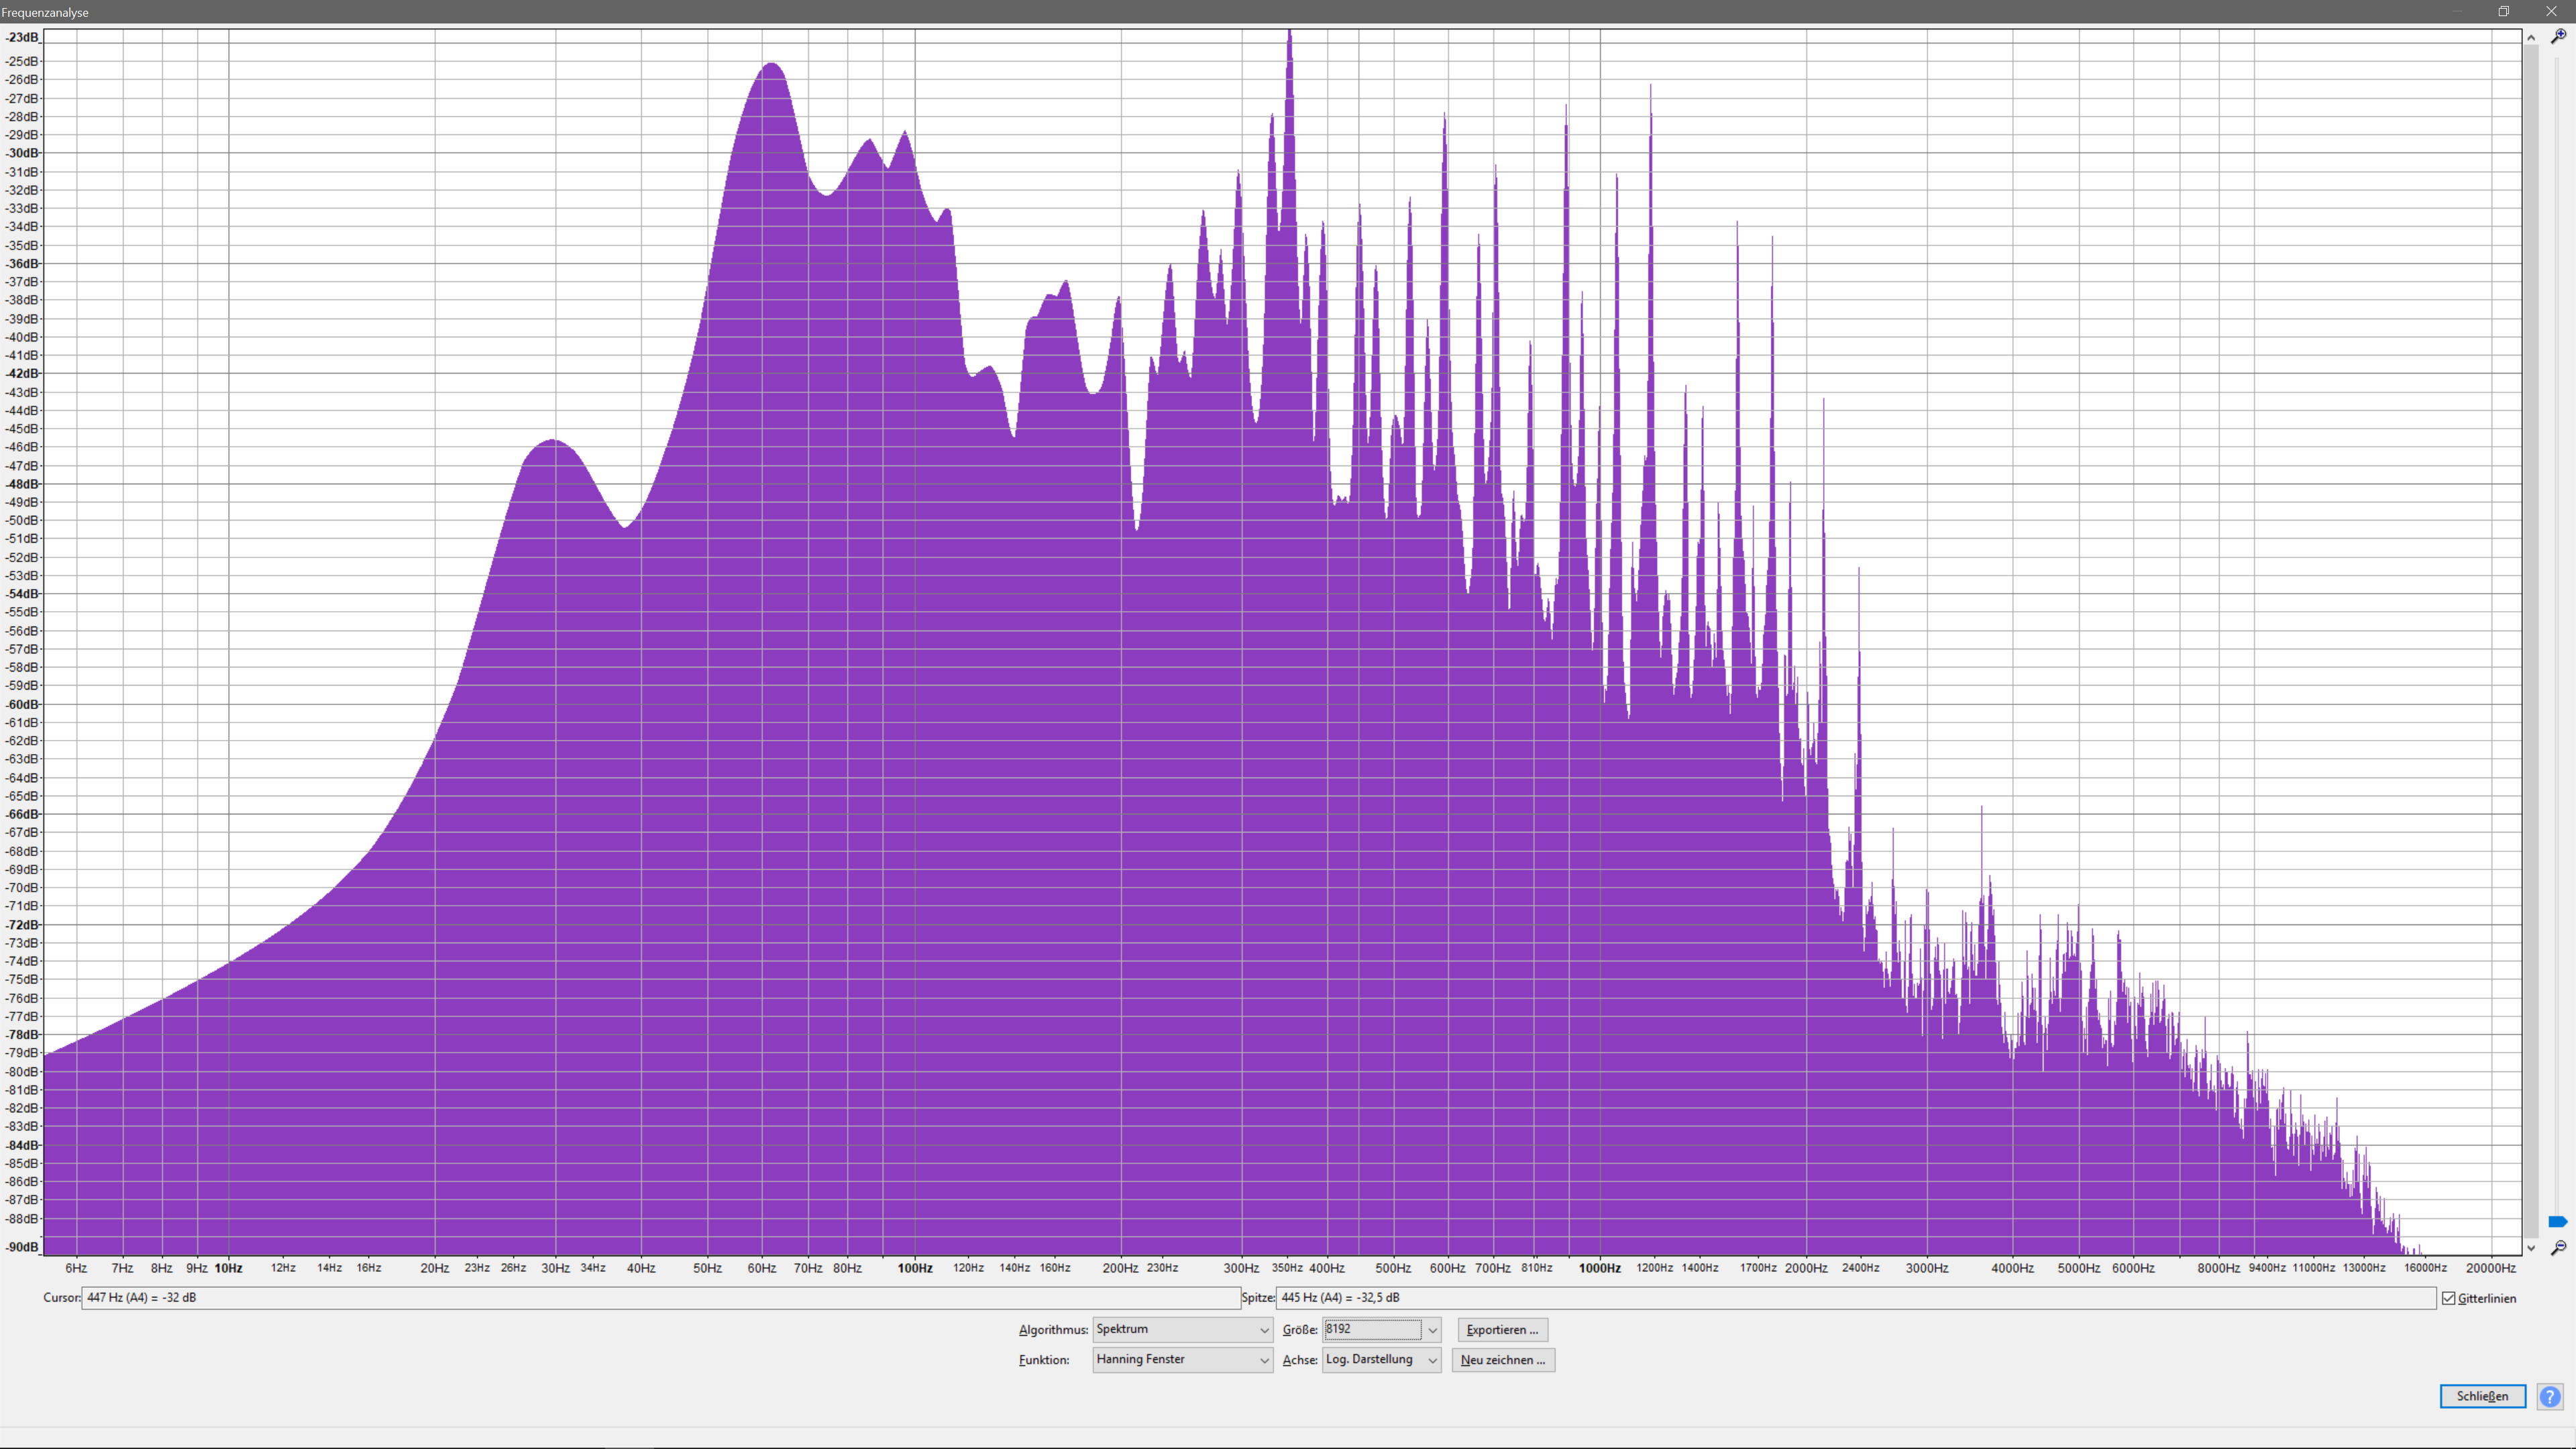 Frequenzanalyse
-23dB
-25dB
-26dB
-27dB
-28dB
-29dB
-30dB
-31dB
-32dB
-33dB
-34dB
-35dB
-36dB
-37dB
-38dB
-39dB
-40dB
-41dB
-42dB
-43dB
-44dB
-45dB
-46dB
-47dB
-48dB
-49dB
-50dB
-51dB
-52dB
-53dB
-54dB
-55dB
-56dB
-57dB
-58dB
-59dB
-60dB
-61dB
-62dB
-63dB
-64dB
-65dB
-66dB
-67dB
-68dB
-69dB
-70dB
-71dB
-72dB
-73dB
-74dB
-75dB
-76dB
-77dB
-78dB
-79dB
-80dB
-81dB
-82dB
-83dB
-84dB
-85dB
-86dB
-87dB
-88dB
-90dB
6Hz 7Hz 8Hz 9Hz 10Hz 12Hz 14Hz 16Hz 20Hz 23Hz 26Hz 30Hz 34Hz 40Hz 50Hz 60Hz 70Hz 80Hz 100Hz 120Hz 140Hz 160Hz 200Hz 230Hz 300Hz 350Hz 400Hz 500Hz 600Hz 700Hz 810Hz 1000Hz 1200Hz 1400Hz 1700Hz 2000Hz 2400Hz 3000Hz 4000Hz 5000Hz 6000Hz 8000Hz 9400Hz 11000Hz 13000Hz 16000Hz 20000Hz
Cursor: 447 Hz (A4) = -32 dB Spitze: 445 Hz (A4) = -32,5 dB Gitterlinien
Algorithmus: Spektrum Größe: 8192 Exportieren ...
Funktion: Hanning Fenster Achse: Log. Darstellung Neu zeichnen ...
Schließen ?